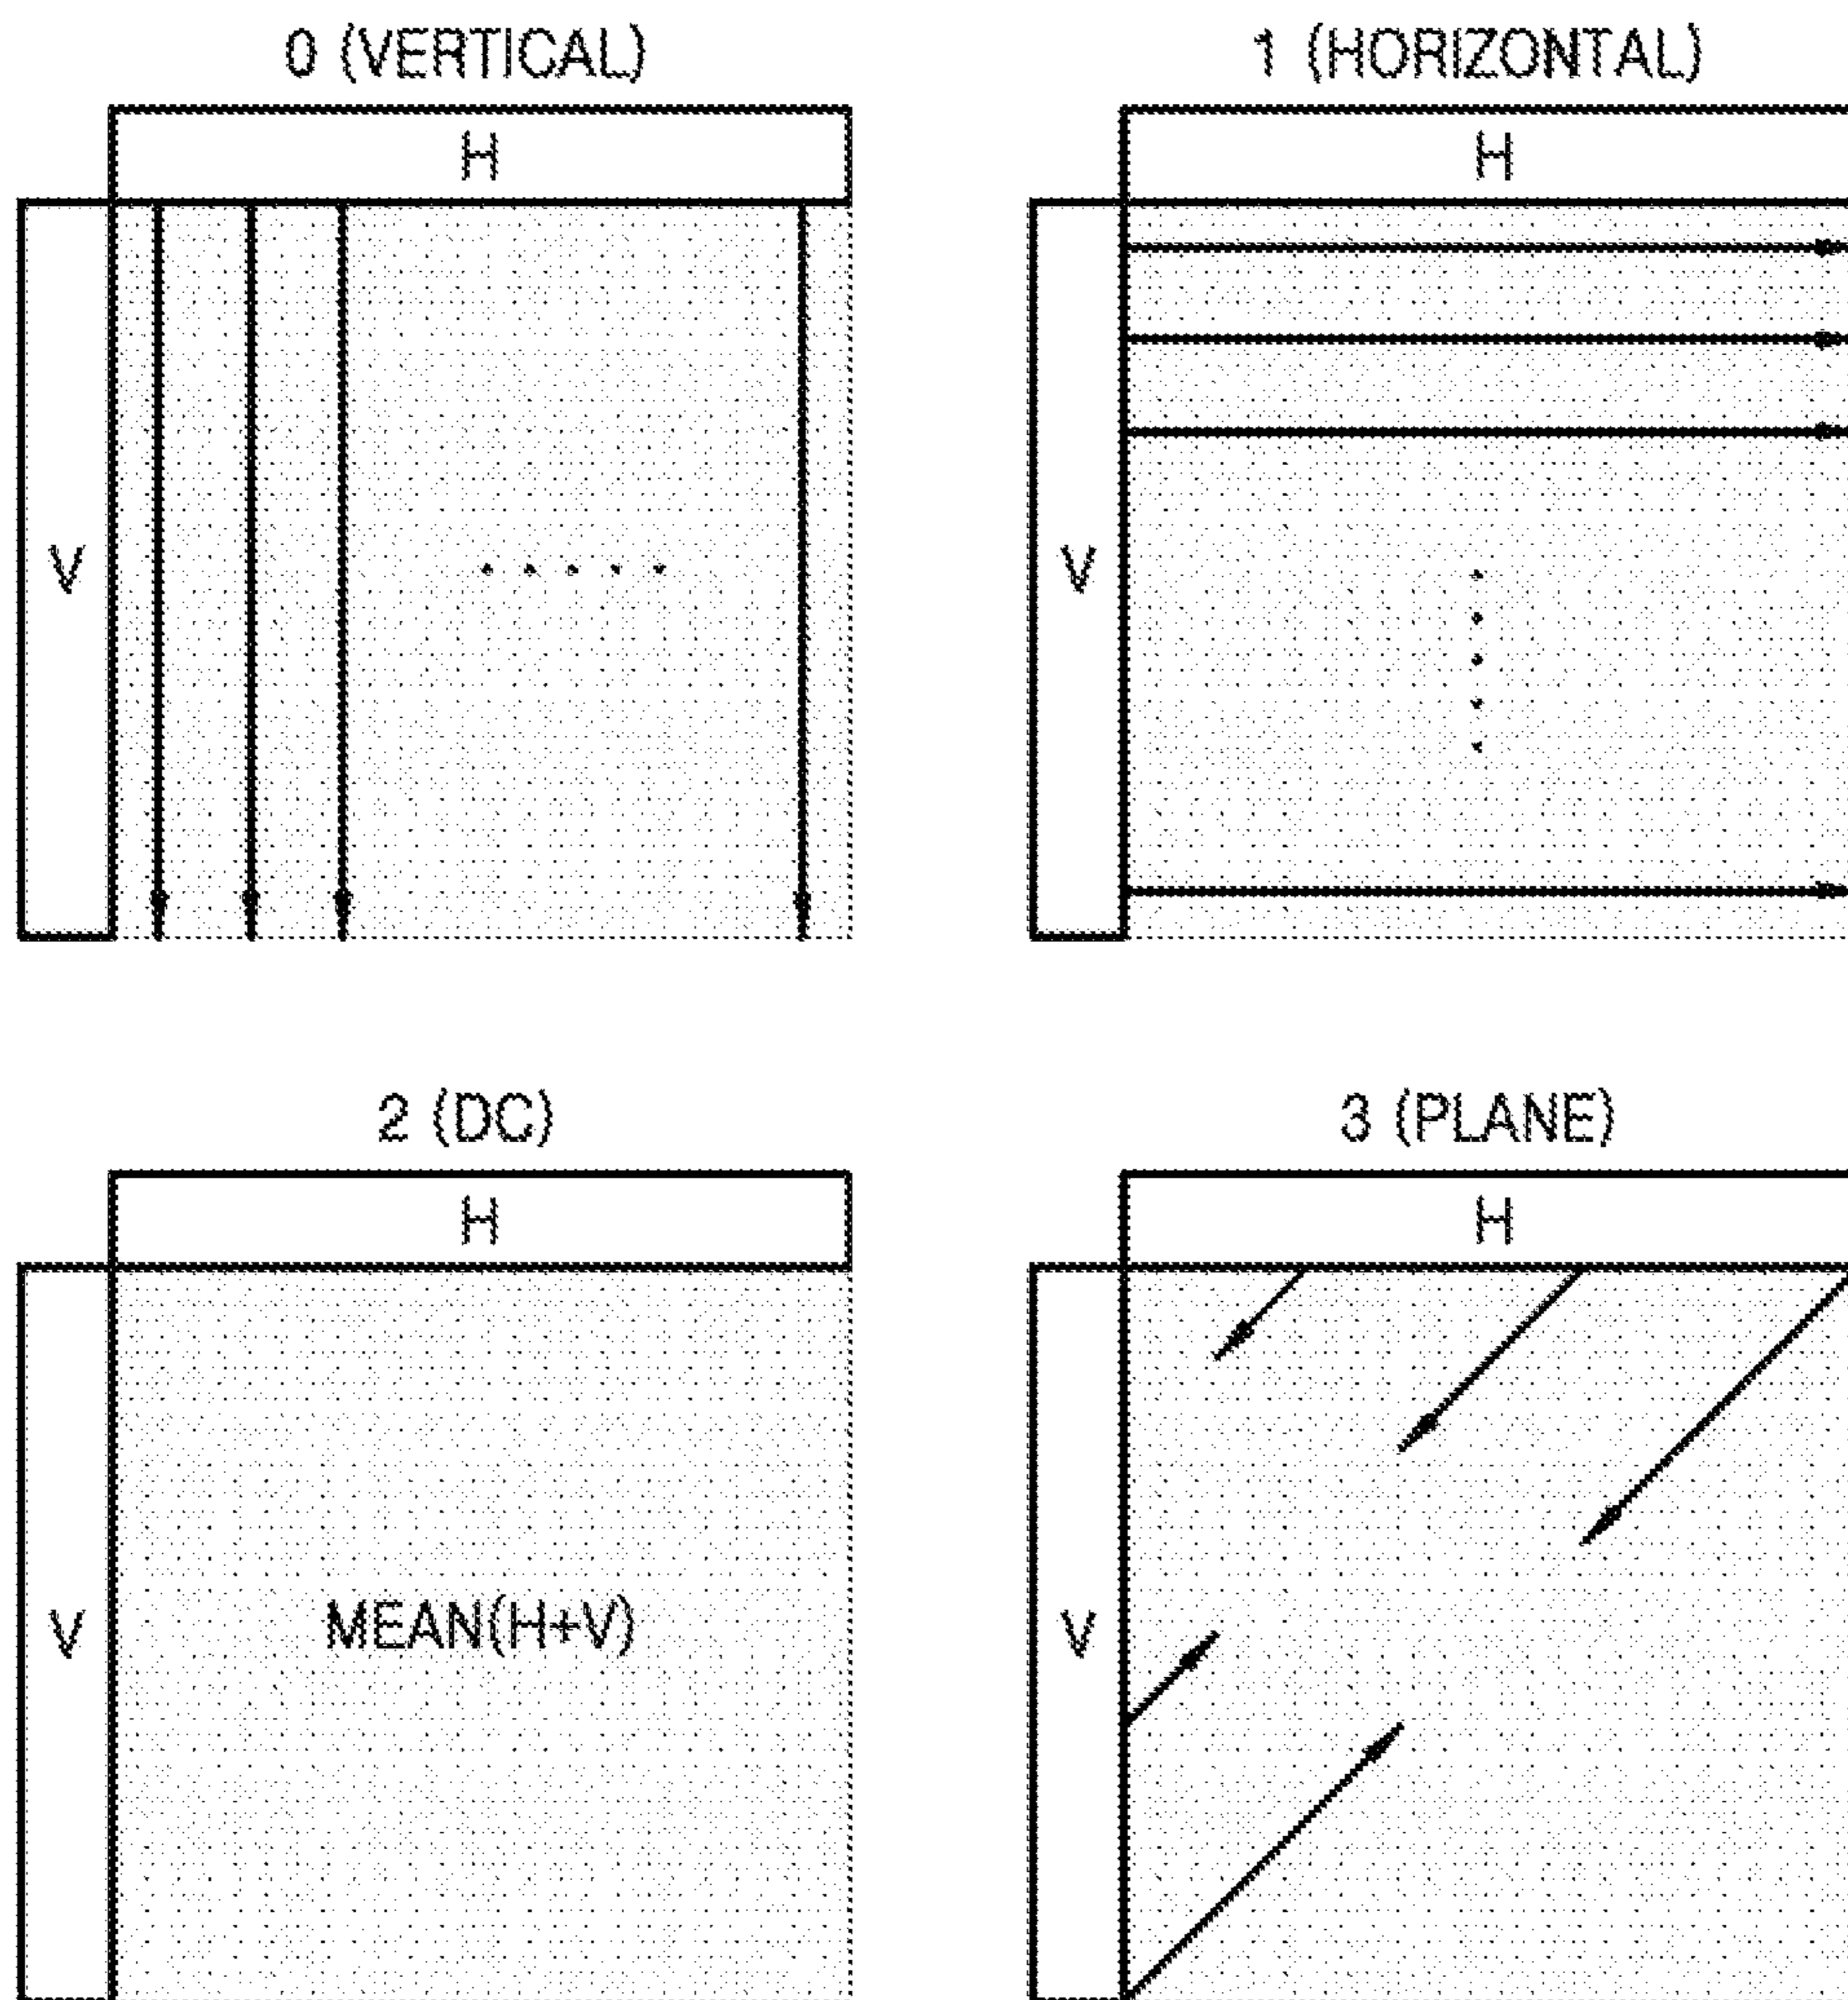 0 (VERTICAL)
H
V
1 (HORIZONTAL)
H
V
2 (DC)
H
V
MEAN(H+V)
3 (PLANE)
H
V